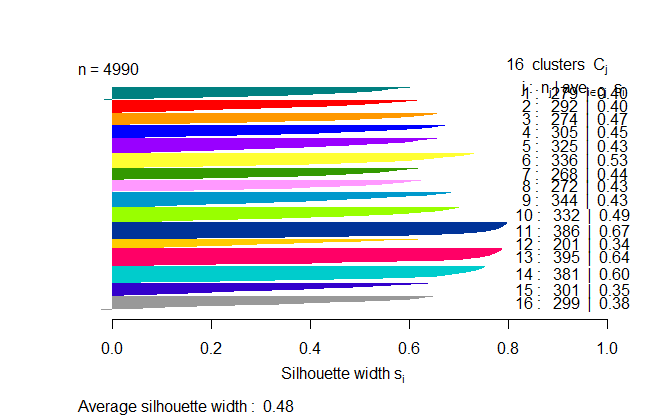 n = 4990
16 clusters Cj
j : nj | ave i∈Cj si
1 : 279 | 0.40
2 : 292 | 0.40
3 : 274 | 0.47
4 : 305 | 0.45
5 : 325 | 0.43
6 : 336 | 0.53
7 : 268 | 0.44
8 : 272 | 0.43
9 : 344 | 0.43
10 : 332 | 0.49
11 : 386 | 0.67
12 : 201 | 0.34
13 : 395 | 0.64
14 : 381 | 0.60
15 : 301 | 0.35
16 : 299 | 0.38
0.0 0.2 0.4 0.6 0.8 1.0
Silhouette width si
Average silhouette width : 0.48